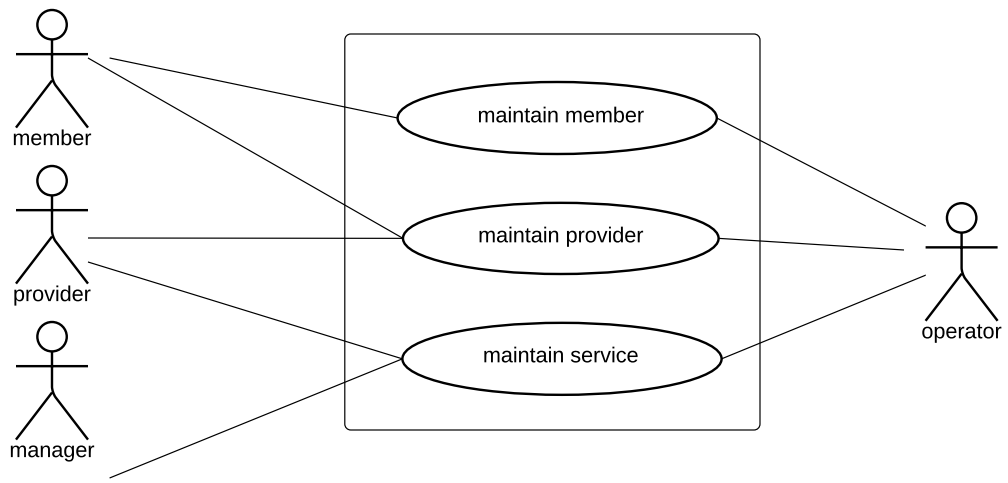 member
maintain member
maintain provider
provider
operator
maintain service
manager